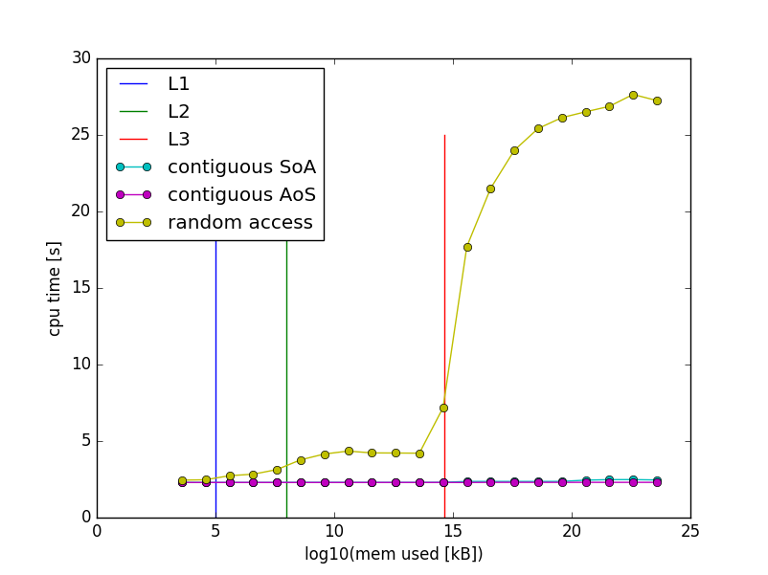 30
25
20
15
10
5
0
cpu time [s]
L1
L2
L3
contiguous SoA
contiguous AoS
random access
0 5 10 15 20 25
log10(mem used [kB])